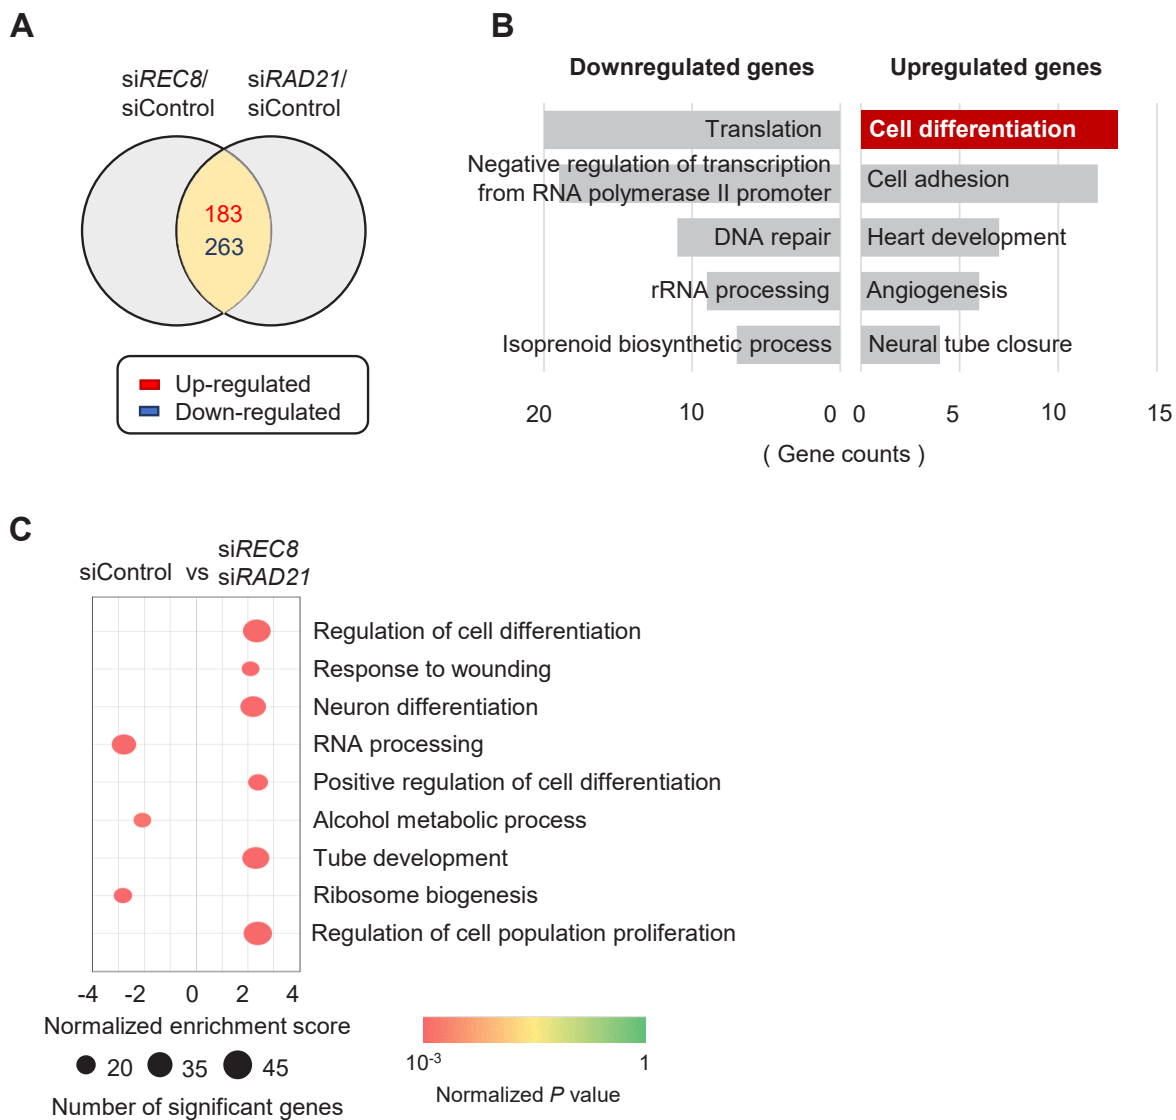 A
siREC8/ siRAD21/
siControl siControl
183
263
Up-regulated
Down-regulated
B
Downregulated genes Upregulated genes
Translation Cell differentiation
Negative regulation of transcription
from RNA polymerase II promoter Cell adhesion
DNA repair Heart development
rRNA processing Angiogenesis
Isoprenoid biosynthetic process Neural tube closure
20 10 0 0 5 10 15
( Gene counts )
C
siControl vs siREC8
siRAD21
Regulation of cell differentiation
Response to wounding
Neuron differentiation
RNA processing
Positive regulation of cell differentiation
Alcohol metabolic process
Tube development
Ribosome biogenesis
Regulation of cell population proliferation
-4 -2 0 2 4
Normalized enrichment score
20 35 45
Number of significant genes
10⁻³ 1
Normalized P value